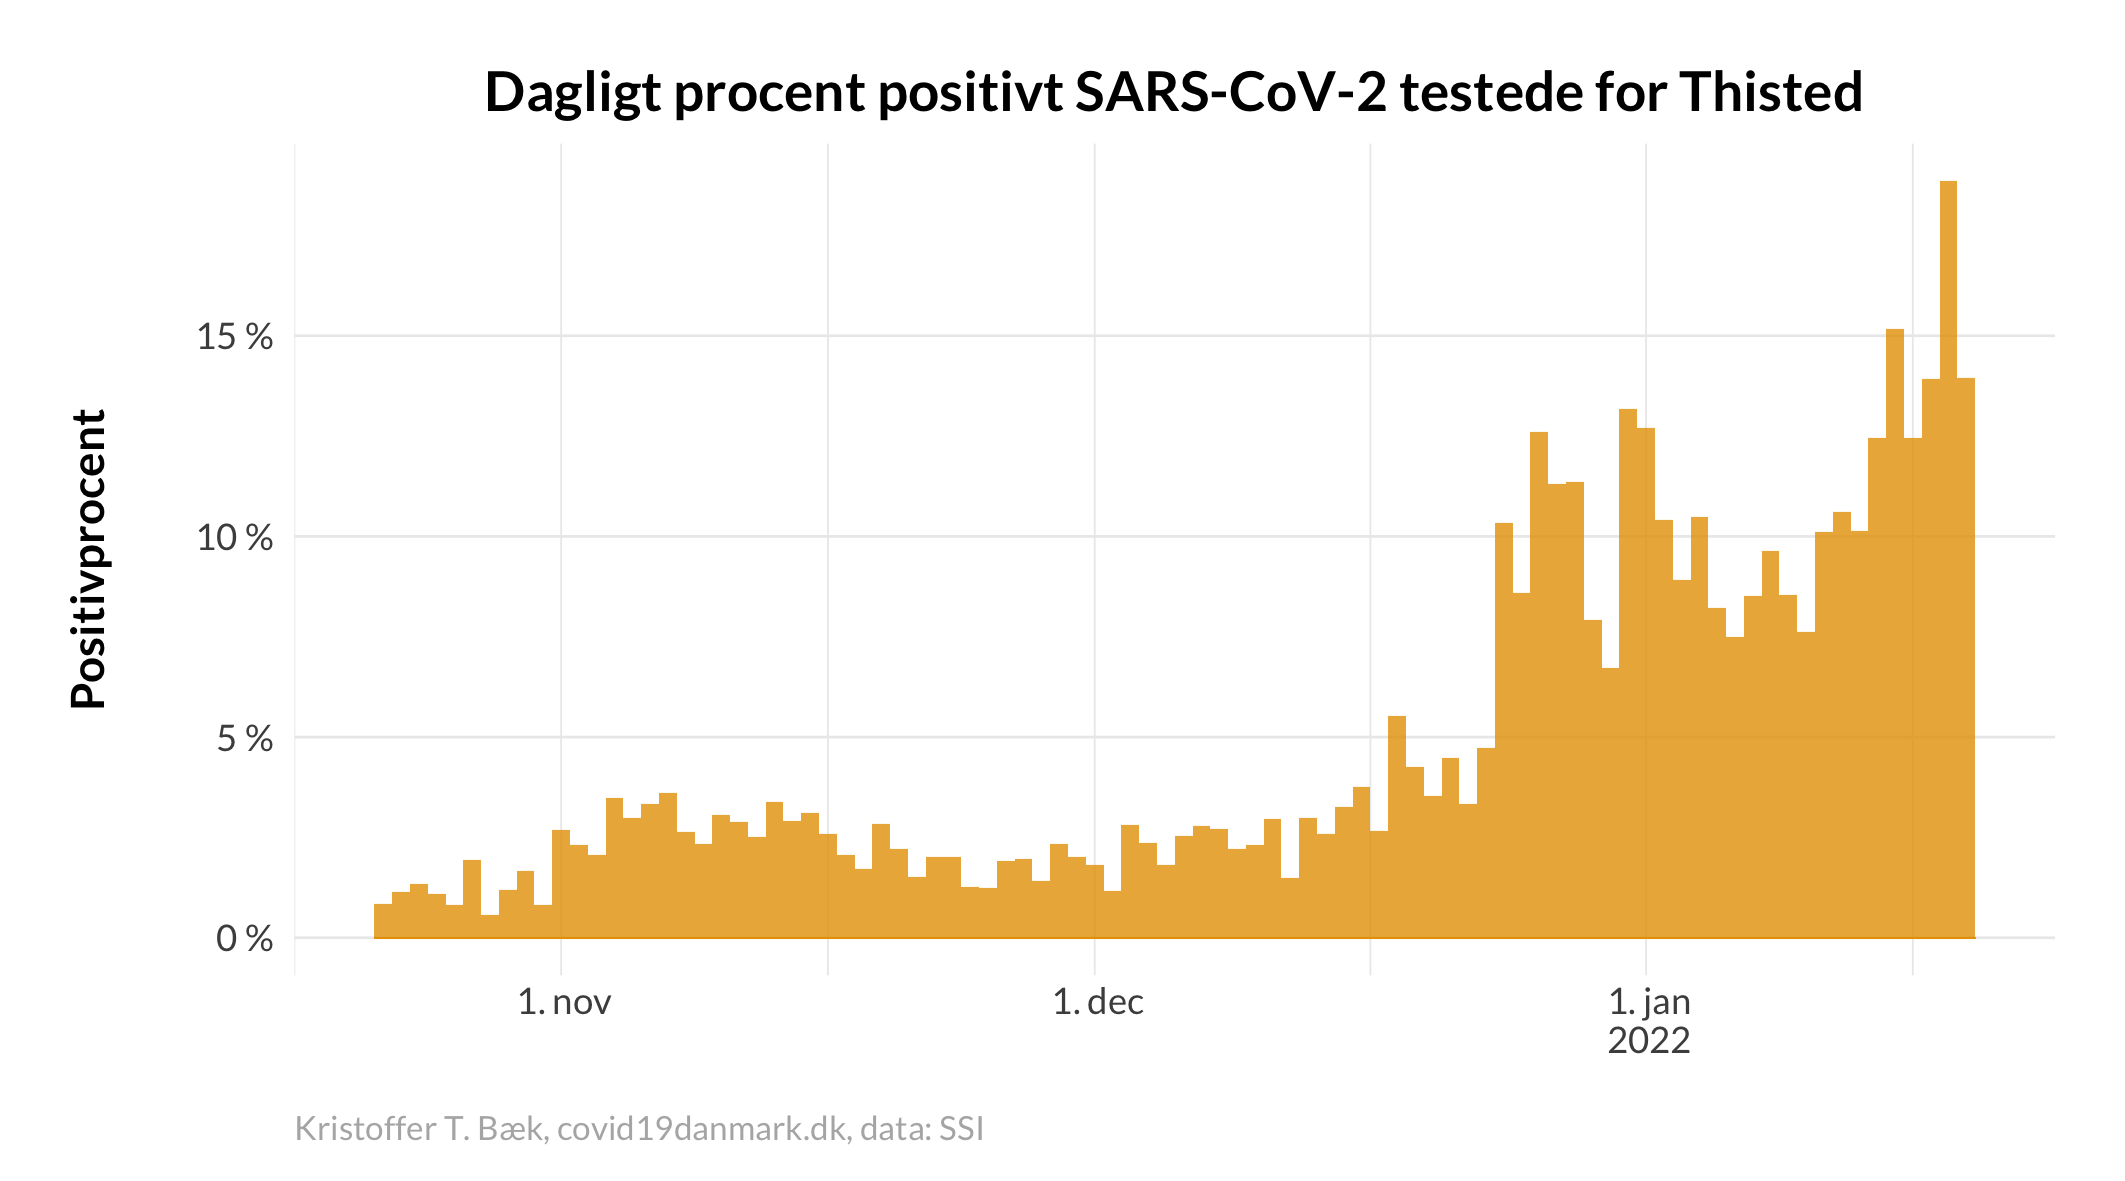 Dagligt procent positivt SARS-CoV-2 testede for Thisted
Positivprocent
15 %
10 %
5 %
0 %
1. nov
1. dec
1. jan
2022
Kristoffer T. Bæk, covid19danmark.dk, data: SSI